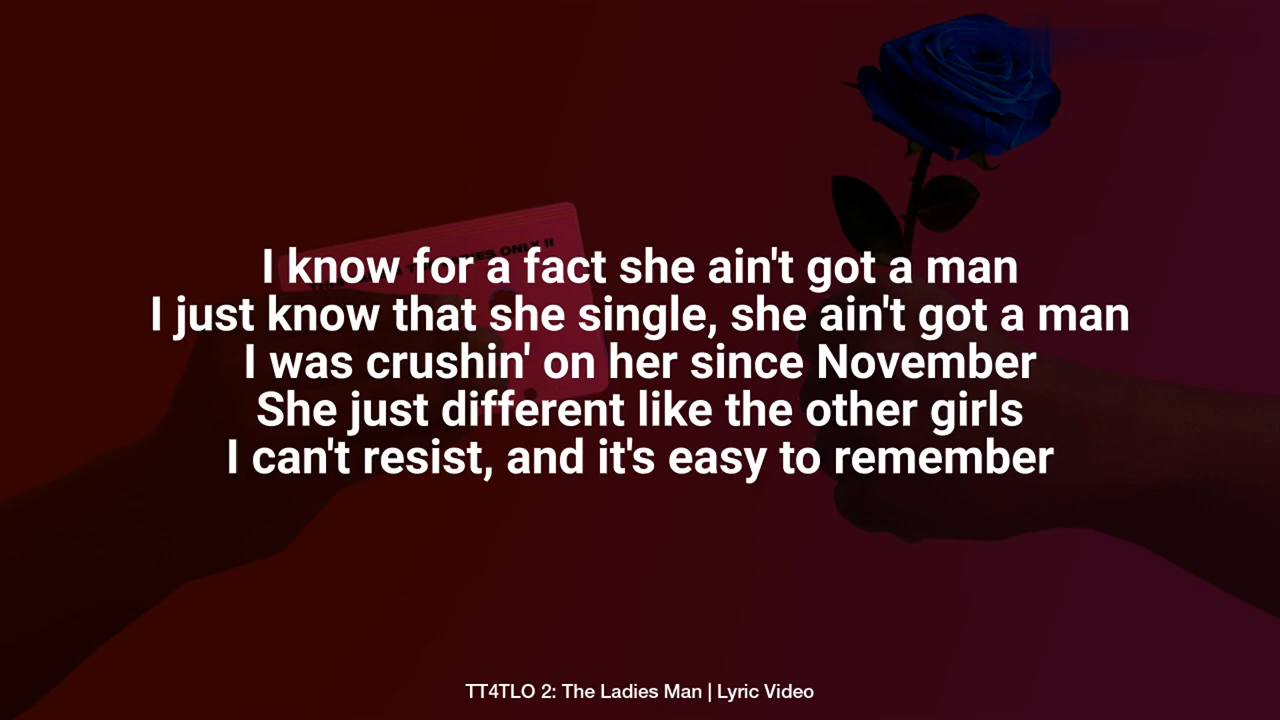 I know for a fact she ain't got a man
I just know that she single, she ain't got a man
I was crushin' on her since November
She just different like the other girls
I can't resist, and it's easy to remember
ONLY II
TT4TLO 2: The Ladies Man | Lyric Video